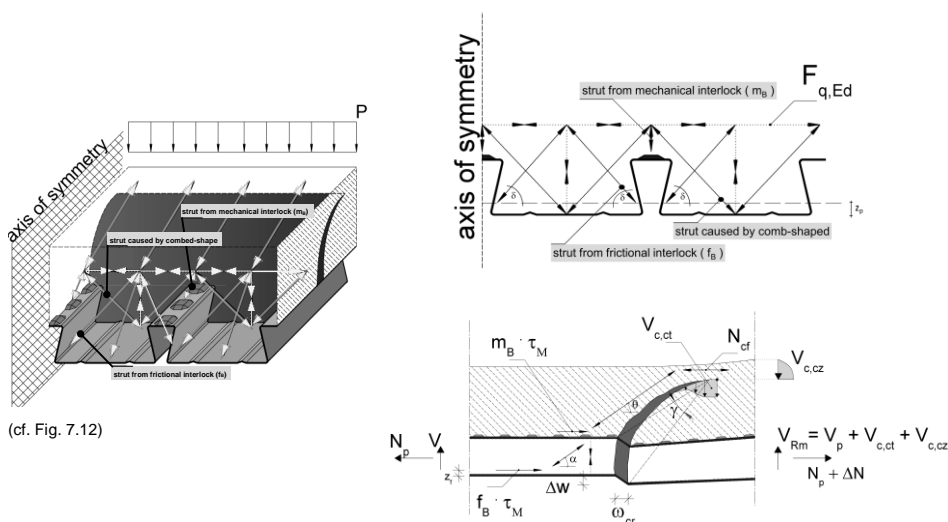 P
axis of symmetry
strut from mechanical interlock (mB)
strut caused by combed-shape
strut from frictional interlock (fB)
(cf. Fig. 7.12)
axis of symmetry
strut from mechanical interlock ( mB )
Fq,Ed
δ
δ
δ
zp
strut caused by comb-shaped
strut from frictional interlock ( fB )
Vc,ct
Ncf
mB · τM
Vc,cz
θ
γ
Np
V
α
VRm = Vp + Vc,ct + Vc,cz
Np + ΔN
Δw
fB · τM
ωcr